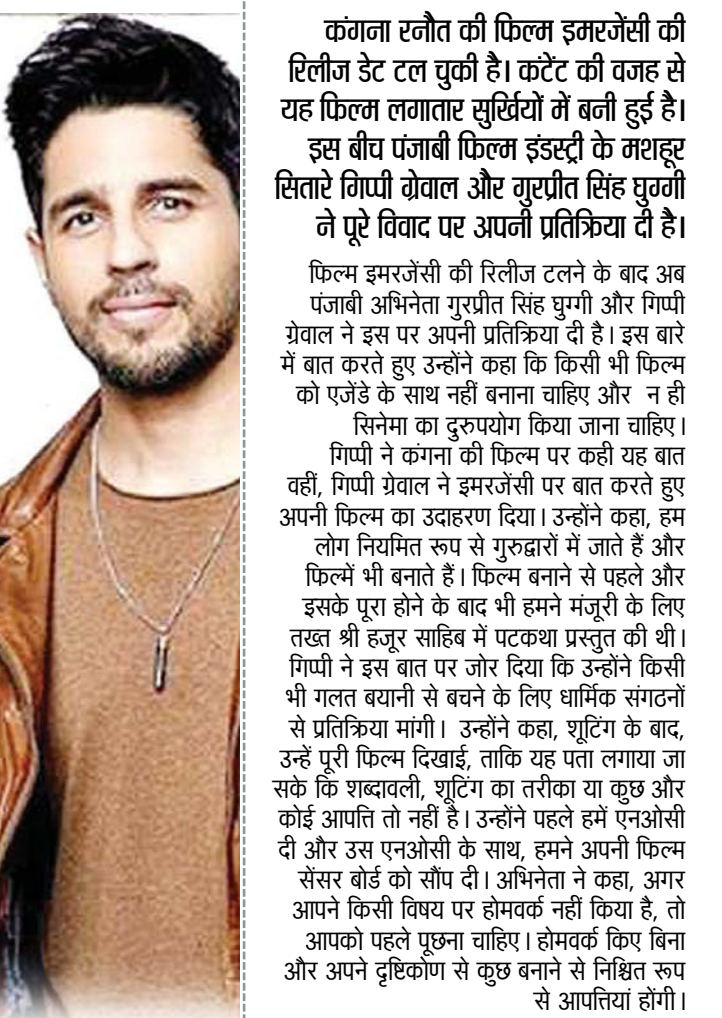 कंगना रनौत की फिल्म इमरजेंसी की
रिलीज डेट टल चुकी है। कंटेंट की वजह से
यह फिल्म लगातार सुर्खियों में बनी हुई है।
इस बीच पंजाबी फिल्म इंडस्ट्री के मशहूर
सितारे गिप्पी ग्रेवाल और गुरप्रीत सिंह घुग्गी
ने पूरे विवाद पर अपनी प्रतिक्रिया दी है।
फिल्म इमरजेंसी की रिलीज टलने के बाद अब
पंजाबी अभिनेता गुरप्रीत सिंह घुग्गी और गिप्पी
ग्रेवाल ने इस पर अपनी प्रतिक्रिया दी है। इस बारे
में बात करते हुए उन्होंने कहा कि किसी भी फिल्म
को एजेंडे के साथ नहीं बनाना चाहिए और न ही
सिनेमा का दुरुपयोग किया जाना चाहिए।
गिप्पी ने कंगना की फिल्म पर कही यह बात
वहीं, गिप्पी ग्रेवाल ने इमरजेंसी पर बात करते हुए
अपनी फिल्म का उदाहरण दिया। उन्होंने कहा, हम
लोग नियमित रूप से गुरुद्वारों में जाते हैं और
फिल्में भी बनाते हैं। फिल्म बनाने से पहले और
इसके पूरा होने के बाद भी हमने मंजूरी के लिए
तख्त श्री हजूर साहिब में पटकथा प्रस्तुत की थी।
गिप्पी ने इस बात पर जोर दिया कि उन्होंने किसी
भी गलत बयानी से बचने के लिए धार्मिक संगठनों
से प्रतिक्रिया मांगी। उन्होंने कहा, शूटिंग के बाद,
उन्हें पूरी फिल्म दिखाई, ताकि यह पता लगाया जा
सके कि शब्दावली, शूटिंग का तरीका या कुछ और
कोई आपत्ति तो नहीं है। उन्होंने पहले हमें एनओसी
दी और उस एनओसी के साथ, हमने अपनी फिल्म
सेंसर बोर्ड को सौंप दी। अभिनेता ने कहा, अगर
आपने किसी विषय पर होमवर्क नहीं किया है, तो
आपको पहले पूछना चाहिए। होमवर्क किए बिना
और अपने दृष्टिकोण से कुछ बनाने से निश्चित रूप
से आपत्तियां होंगी।